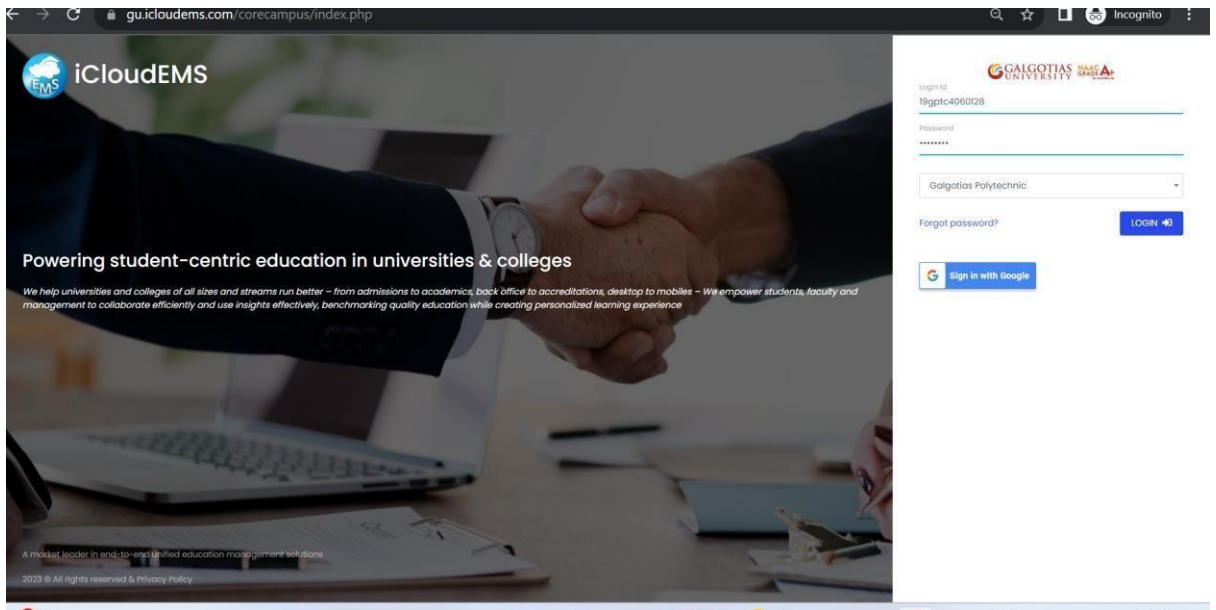 gu.icloudems.com/corecampus/index.php
Incognito
EMS
iCloudEMS
Powering student-centric education in universities & colleges
We help universities and colleges of all sizes and streams run better – from admissions to academics, back office to accreditations, desktop to mobiles – We empower students, faculty and
management to collaborate efficiently and use insights effectively, benchmarking quality education while creating personalized learning experience
A market leader in end-to-end unified education management solutions
2023 © All rights reserved & Privacy Policy
GALGOTIAS
UNIVERSITY
NAAC
GRADE A+
Login Id
19gptc4060128
Password
********
Galgotias Polytechnic
Forgot password?
LOGIN
G Sign in with Google